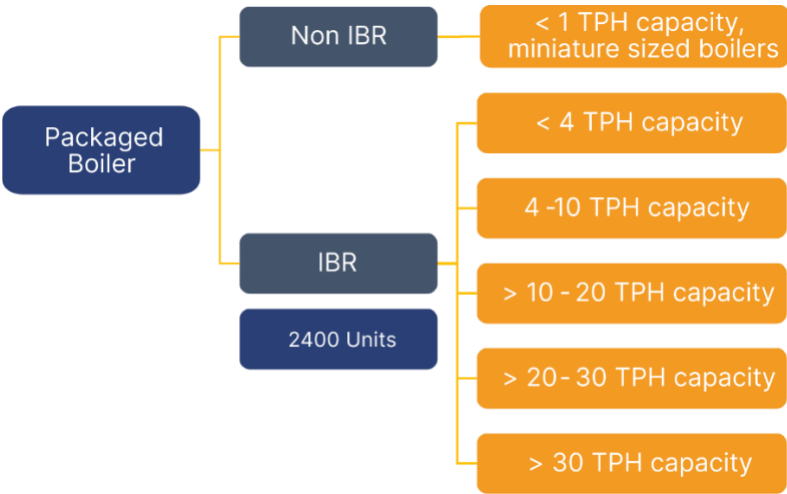 Packaged
Boiler
Non IBR
< 1 TPH capacity,
miniature sized boilers
IBR
2400 Units
< 4 TPH capacity
4 -10 TPH capacity
> 10 - 20 TPH capacity
> 20 - 30 TPH capacity
> 30 TPH capacity